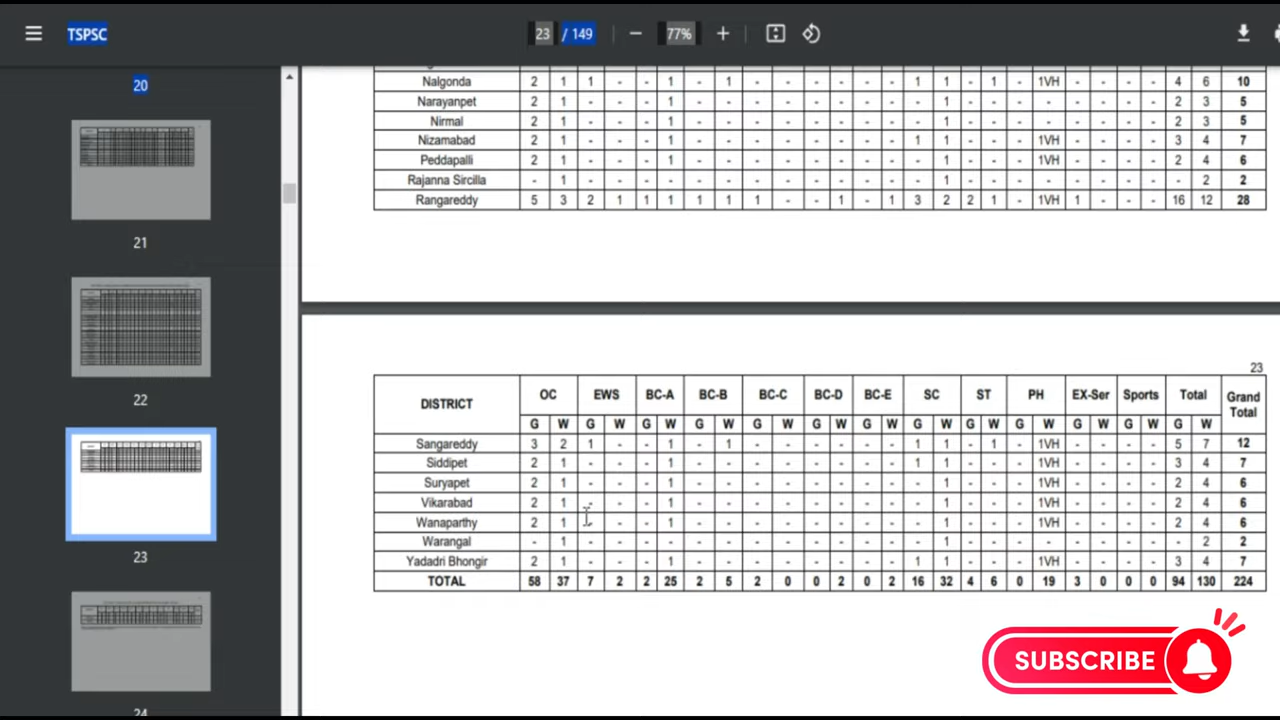 TSPSC 23 / 149 77%
20
21
22
23
24
Nalgonda 2 1 1 - - 1 - 1 - - - - - - 1 1 - 1 - 1VH - - - - 4 6 10
Narayanpet 2 1 - - - 1 - - - - - - - - - 1 - - - - - - - - 2 3 5
Nirmal 2 1 - - - 1 - - - - - - - - - 1 - - - - - - - - 2 3 5
Nizamabad 2 1 - - - 1 - - - - - - - - 1 1 - - - 1VH - - - - 3 4 7
Peddapalli 2 1 - - - 1 - - - - - - - - - 1 - - - 1VH - - - - 2 4 6
Rajanna Sircilla - 1 - - - - - - - - - - - - - 1 - - - - - - - - - 2 2
Rangareddy 5 3 2 1 1 1 1 1 1 - - 1 - 1 3 2 2 1 - 1VH 1 - - - 16 12 28
23
DISTRICT OC EWS BC-A BC-B BC-C BC-D BC-E SC ST PH EX-Ser Sports Total Grand Total
G W G W G W G W G W G W G W G W G W G W G W G W G W
Sangareddy 3 2 1 - - 1 - 1 - - - - - - 1 1 - 1 - 1VH - - - - 5 7 12
Siddipet 2 1 - - - 1 - - - - - - - - 1 1 - - - 1VH - - - - 3 4 7
Suryapet 2 1 - - - 1 - - - - - - - - - 1 - - - 1VH - - - - 2 4 6
Vikarabad 2 1 - - - 1 - - - - - - - - - 1 - - - 1VH - - - - 2 4 6
Wanaparthy 2 1 - - - 1 - - - - - - - - - 1 - - - 1VH - - - - 2 4 6
Warangal - 1 - - - - - - - - - - - - - 1 - - - - - - - - - 2 2
Yadadri Bhongir 2 1 - - - 1 - - - - - - - - 1 1 - - - 1VH - - - - 3 4 7
TOTAL 58 37 7 2 2 25 2 5 2 0 0 2 0 2 16 32 4 6 0 19 3 0 0 0 94 130 224
SUBSCRIBE